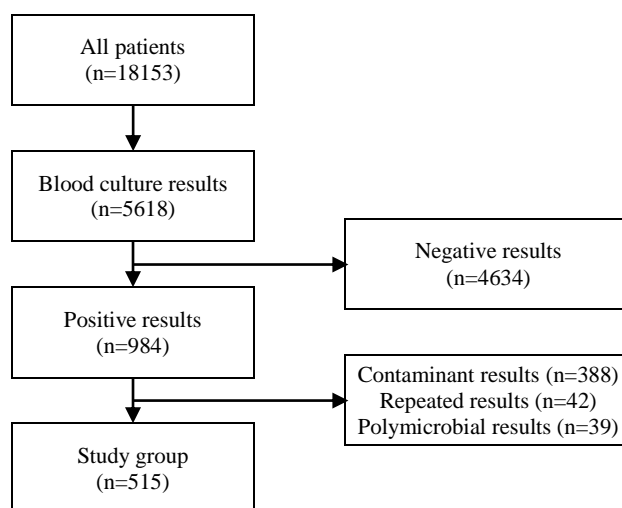 All patients
(n=18153)
Blood culture results
(n=5618)
Negative results
(n=4634)
Positive results
(n=984)
Contaminant results (n=388)
Repeated results (n=42)
Polymicrobial results (n=39)
Study group
(n=515)